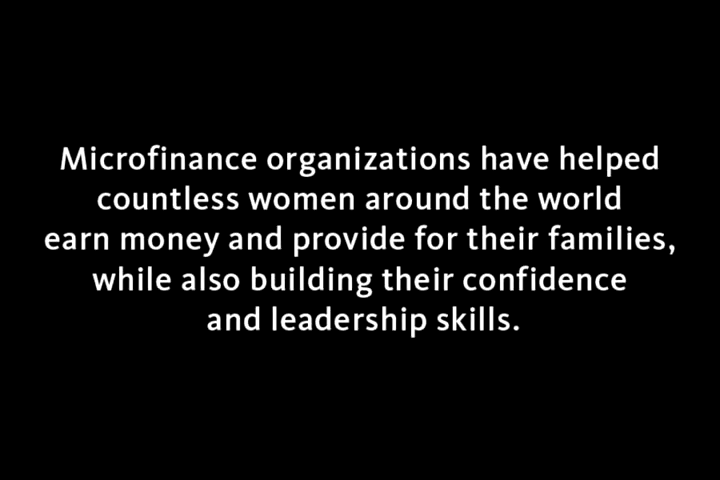 Microfinance organizations have helped
countless women around the world
earn money and provide for their families,
while also building their confidence
and leadership skills.